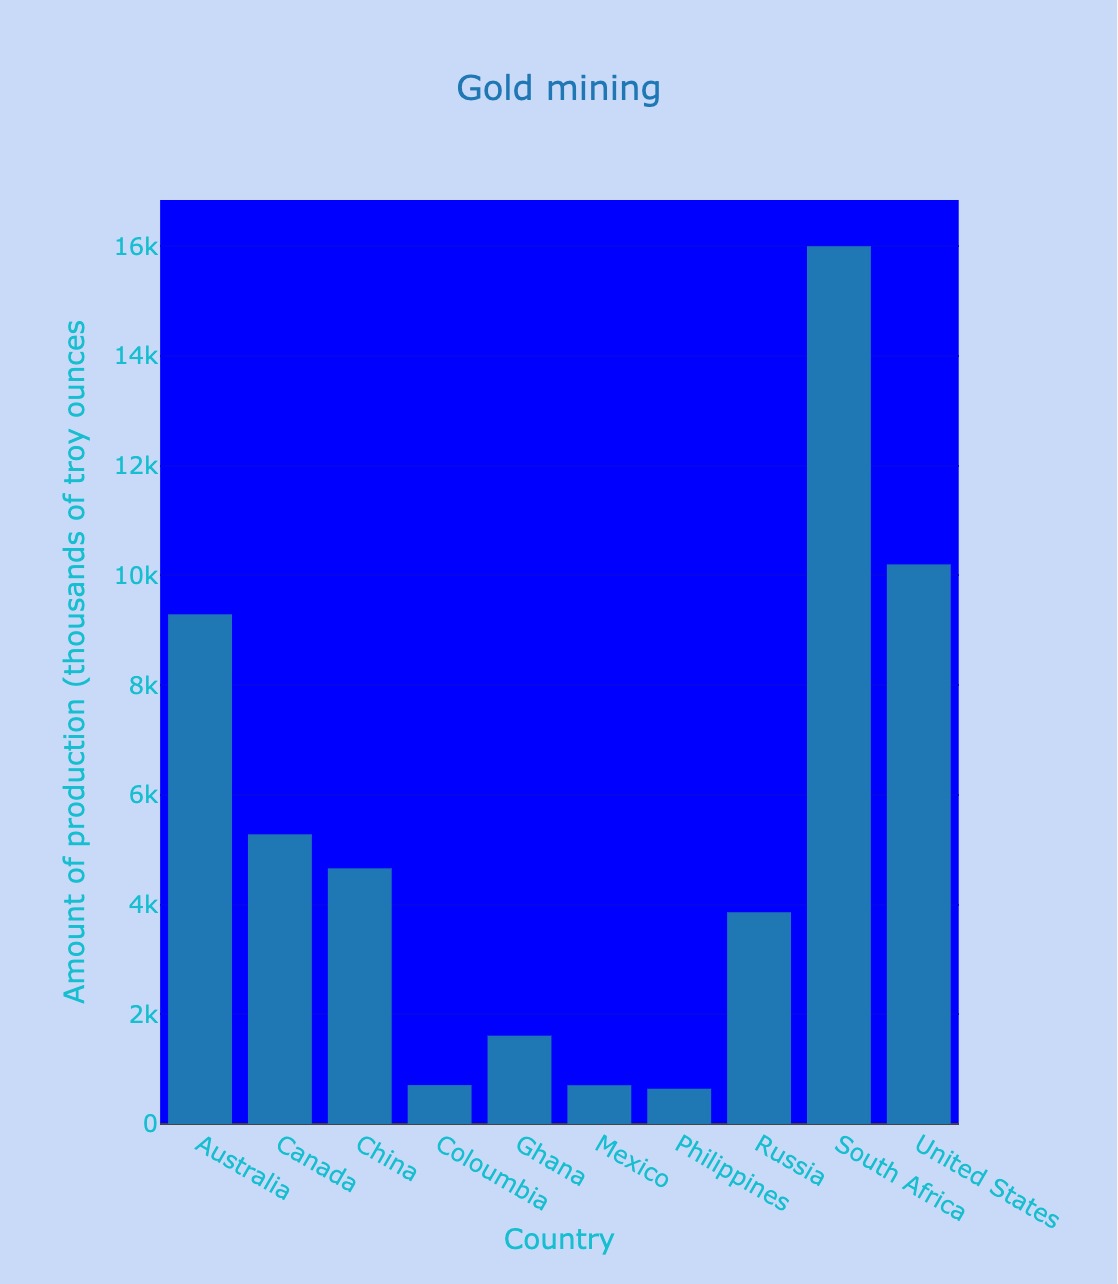 Gold mining
Amount of production (thousands of troy ounces
16k
14k
12k
10k
8k
6k
4k
2k
0
Australia
Canada
China
Coloumbia
Ghana
Mexico
Philippines
Russia
South Africa
United States
Country